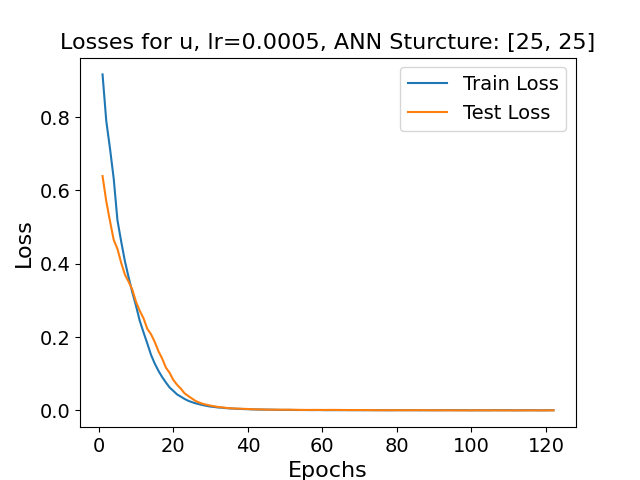 Losses for u, lr=0.0005, ANN Sturcture: [25, 25]
Train Loss
Test Loss
Loss
0.8
0.6
0.4
0.2
0.0
0 20 40 60 80 100 120
Epochs